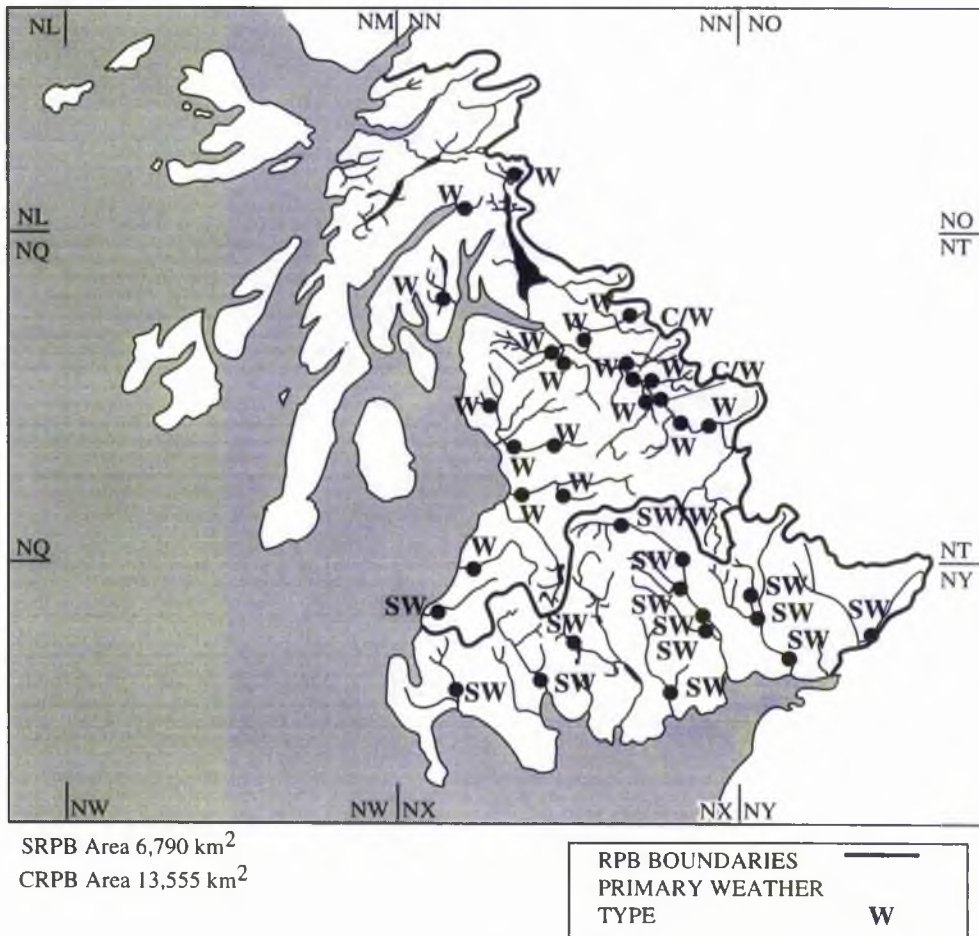 NL
NM NN
NN NO
W
W
NL
NQ
NO
NT
W
W
C/W
W
W
W
W
W
C/W
W
W
W
W
W
W
W
W
SW/W
NQ
W
NT
NY
SW
SW
SW
SW
SW
SW
SW
SW
SW
SW
SW
SW
SW
NW
NW NX
NX NY
SRPB Area 6,790 km²
CRPB Area 13,555 km²
RPB BOUNDARIES
PRIMARY WEATHER
TYPE W